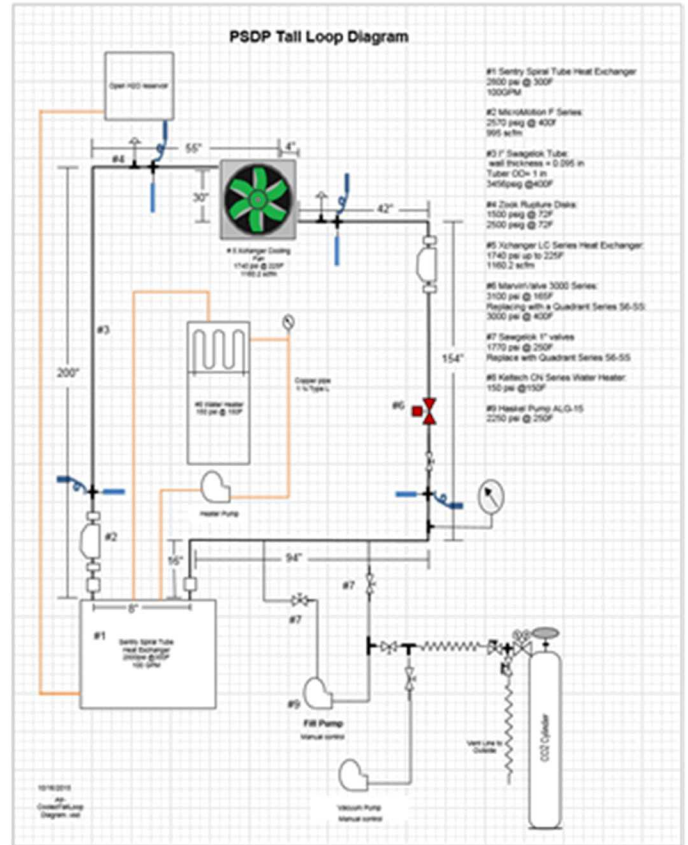 PSDP Tall Loop Diagram
Open H2O reservoir
#1 Sentry Spiral Tube Heat Exchanger
2800 psi @ 300F
100GPM
#2 MicroMotion F Series:
2570 psig @ 400f
995 scfm
#3 1" Swagelok Tube:
wall thickness = 0.095 in
Tuber OD= 1 in
3456psig @400F
#4 Zook Rupture Disks:
1500 psig @ 72F
2500 psig @ 72F
#5 Xchanger LC Series Heat Exchanger:
1740 psi up to 225F
1160.2 scfm
#6 MarwinValve 3000 Series:
3100 psi @ 165F
Replacing with a Quadrant Series S6-SS:
3000 psi @ 400F
#7 Sawgelok 1" valves
1770 psi @ 250F
Replace with Quadrant Series S6-SS
#8 Keltech CN Series Water Heater:
150 psi @150F
#9 Haskel Pump ALG-15
2250 psi @ 250F
#4
55"
4"
30"
42"
# 5 Xchanger Cooling
Fan
1740 psi @ 225F
1160.2 scfm
#3
200"
154"
Copper pipe
#8 Water Heater
150 psi @ 150F
#6
Heater Pump
#2
16"
94"
8"
#7
#7
#1
Sentry Spiral Tube
Heat Exchanger
2800psi @300F
100 GPM
#9
Fill Pump
Manual control
Vent Line to
Outside
CO2 Cylinder
Vacuum Pump
Manual control
Diagram. vsd